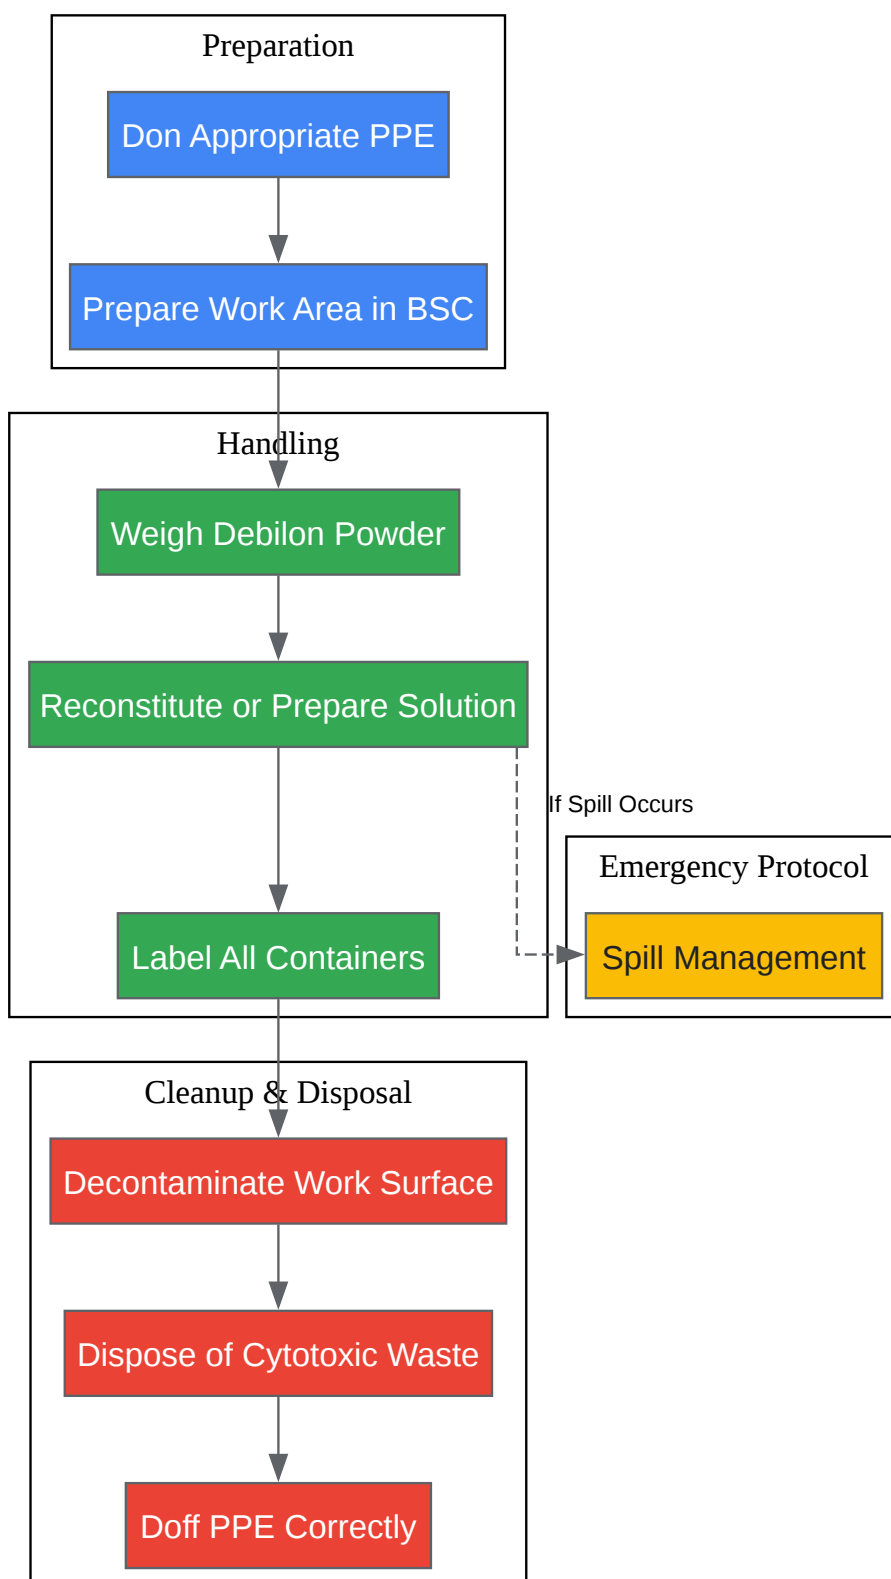 Preparation
Don Appropriate PPE
Prepare Work Area in BSC
Handling
Weigh Debilon Powder
Reconstitute or Prepare Solution
If Spill Occurs
Emergency Protocol
Label All Containers
Spill Management
Cleanup & Disposal
Decontaminate Work Surface
Dispose of Cytotoxic Waste
Doff PPE Correctly